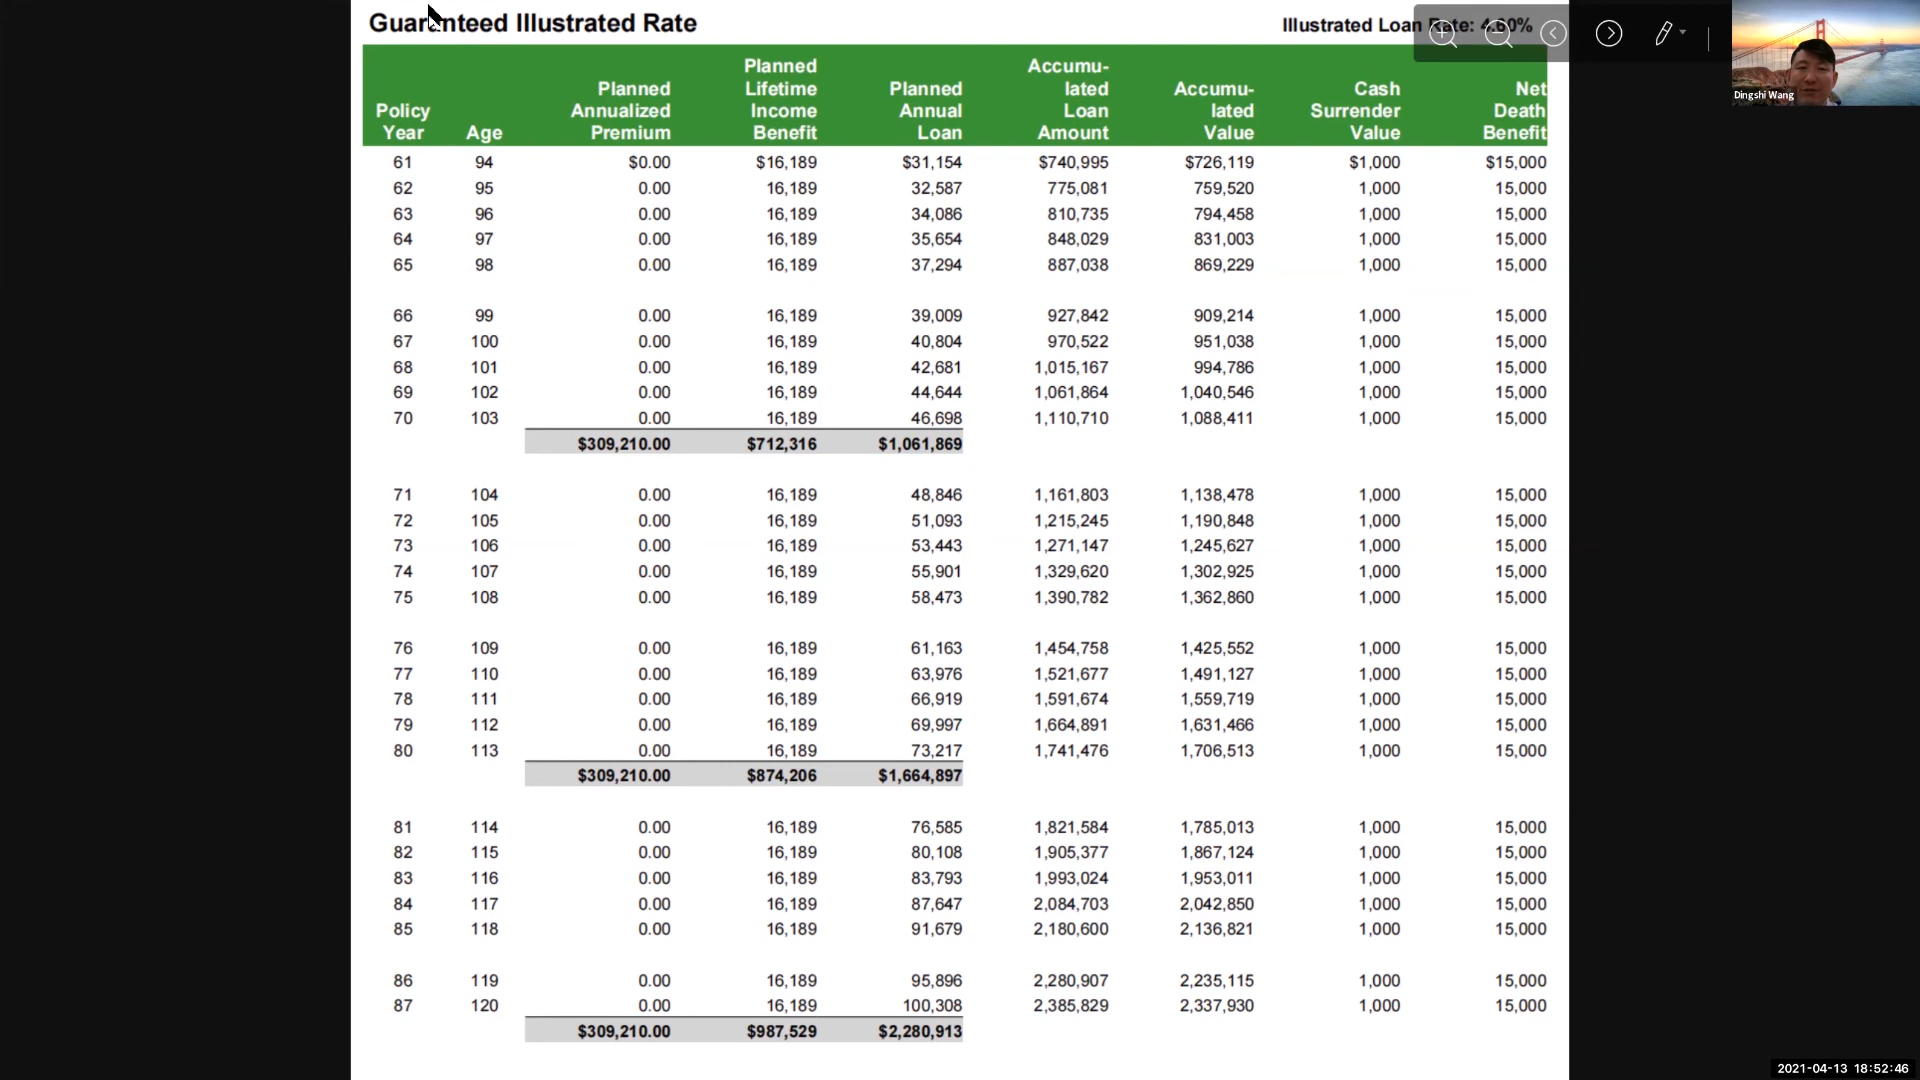 Guaranteed Illustrated Rate
Illustrated Loan Rate: 4.60%
Policy Year Age Planned Annualized Premium Planned Lifetime Income Benefit Planned Annual Loan Accumu-lated Loan Amount Accumu-lated Value Cash Surrender Value Net Death Benefit
61 94 $0.00 $16,189 $31,154 $740,995 $726,119 $1,000 $15,000
62 95 0.00 16,189 32,587 775,081 759,520 1,000 15,000
63 96 0.00 16,189 34,086 810,735 794,458 1,000 15,000
64 97 0.00 16,189 35,654 848,029 831,003 1,000 15,000
65 98 0.00 16,189 37,294 887,038 869,229 1,000 15,000
66 99 0.00 16,189 39,009 927,842 909,214 1,000 15,000
67 100 0.00 16,189 40,804 970,522 951,038 1,000 15,000
68 101 0.00 16,189 42,681 1,015,167 994,786 1,000 15,000
69 102 0.00 16,189 44,644 1,061,864 1,040,546 1,000 15,000
70 103 0.00 16,189 46,698 1,110,710 1,088,411 1,000 15,000
$309,210.00 $712,316 $1,061,869
71 104 0.00 16,189 48,846 1,161,803 1,138,478 1,000 15,000
72 105 0.00 16,189 51,093 1,215,245 1,190,848 1,000 15,000
73 106 0.00 16,189 53,443 1,271,147 1,245,627 1,000 15,000
74 107 0.00 16,189 55,901 1,329,620 1,302,925 1,000 15,000
75 108 0.00 16,189 58,473 1,390,782 1,362,860 1,000 15,000
76 109 0.00 16,189 61,163 1,454,758 1,425,552 1,000 15,000
77 110 0.00 16,189 63,976 1,521,677 1,491,127 1,000 15,000
78 111 0.00 16,189 66,919 1,591,674 1,559,719 1,000 15,000
79 112 0.00 16,189 69,997 1,664,891 1,631,466 1,000 15,000
80 113 0.00 16,189 73,217 1,741,476 1,706,513 1,000 15,000
$309,210.00 $874,206 $1,664,897
81 114 0.00 16,189 76,585 1,821,584 1,785,013 1,000 15,000
82 115 0.00 16,189 80,108 1,905,377 1,867,124 1,000 15,000
83 116 0.00 16,189 83,793 1,993,024 1,953,011 1,000 15,000
84 117 0.00 16,189 87,647 2,084,703 2,042,850 1,000 15,000
85 118 0.00 16,189 91,679 2,180,600 2,136,821 1,000 15,000
86 119 0.00 16,189 95,896 2,280,907 2,235,115 1,000 15,000
87 120 0.00 16,189 100,308 2,385,829 2,337,930 1,000 15,000
$309,210.00 $987,529 $2,280,913
Dingshi Wang
2021-04-13 18:52:46